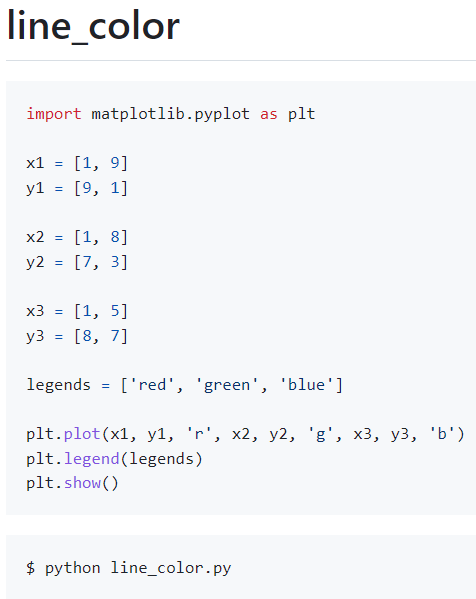 line_color
import matplotlib.pyplot as plt
x1 = [1, 9]
y1 = [9, 1]
x2 = [1, 8]
y2 = [7, 3]
x3 = [1, 5]
y3 = [8, 7]
legends = ['red', 'green', 'blue']
plt.plot(x1, y1, 'r', x2, y2, 'g', x3, y3, 'b')
plt.legend(legends)
plt.show()
$ python line_color.py